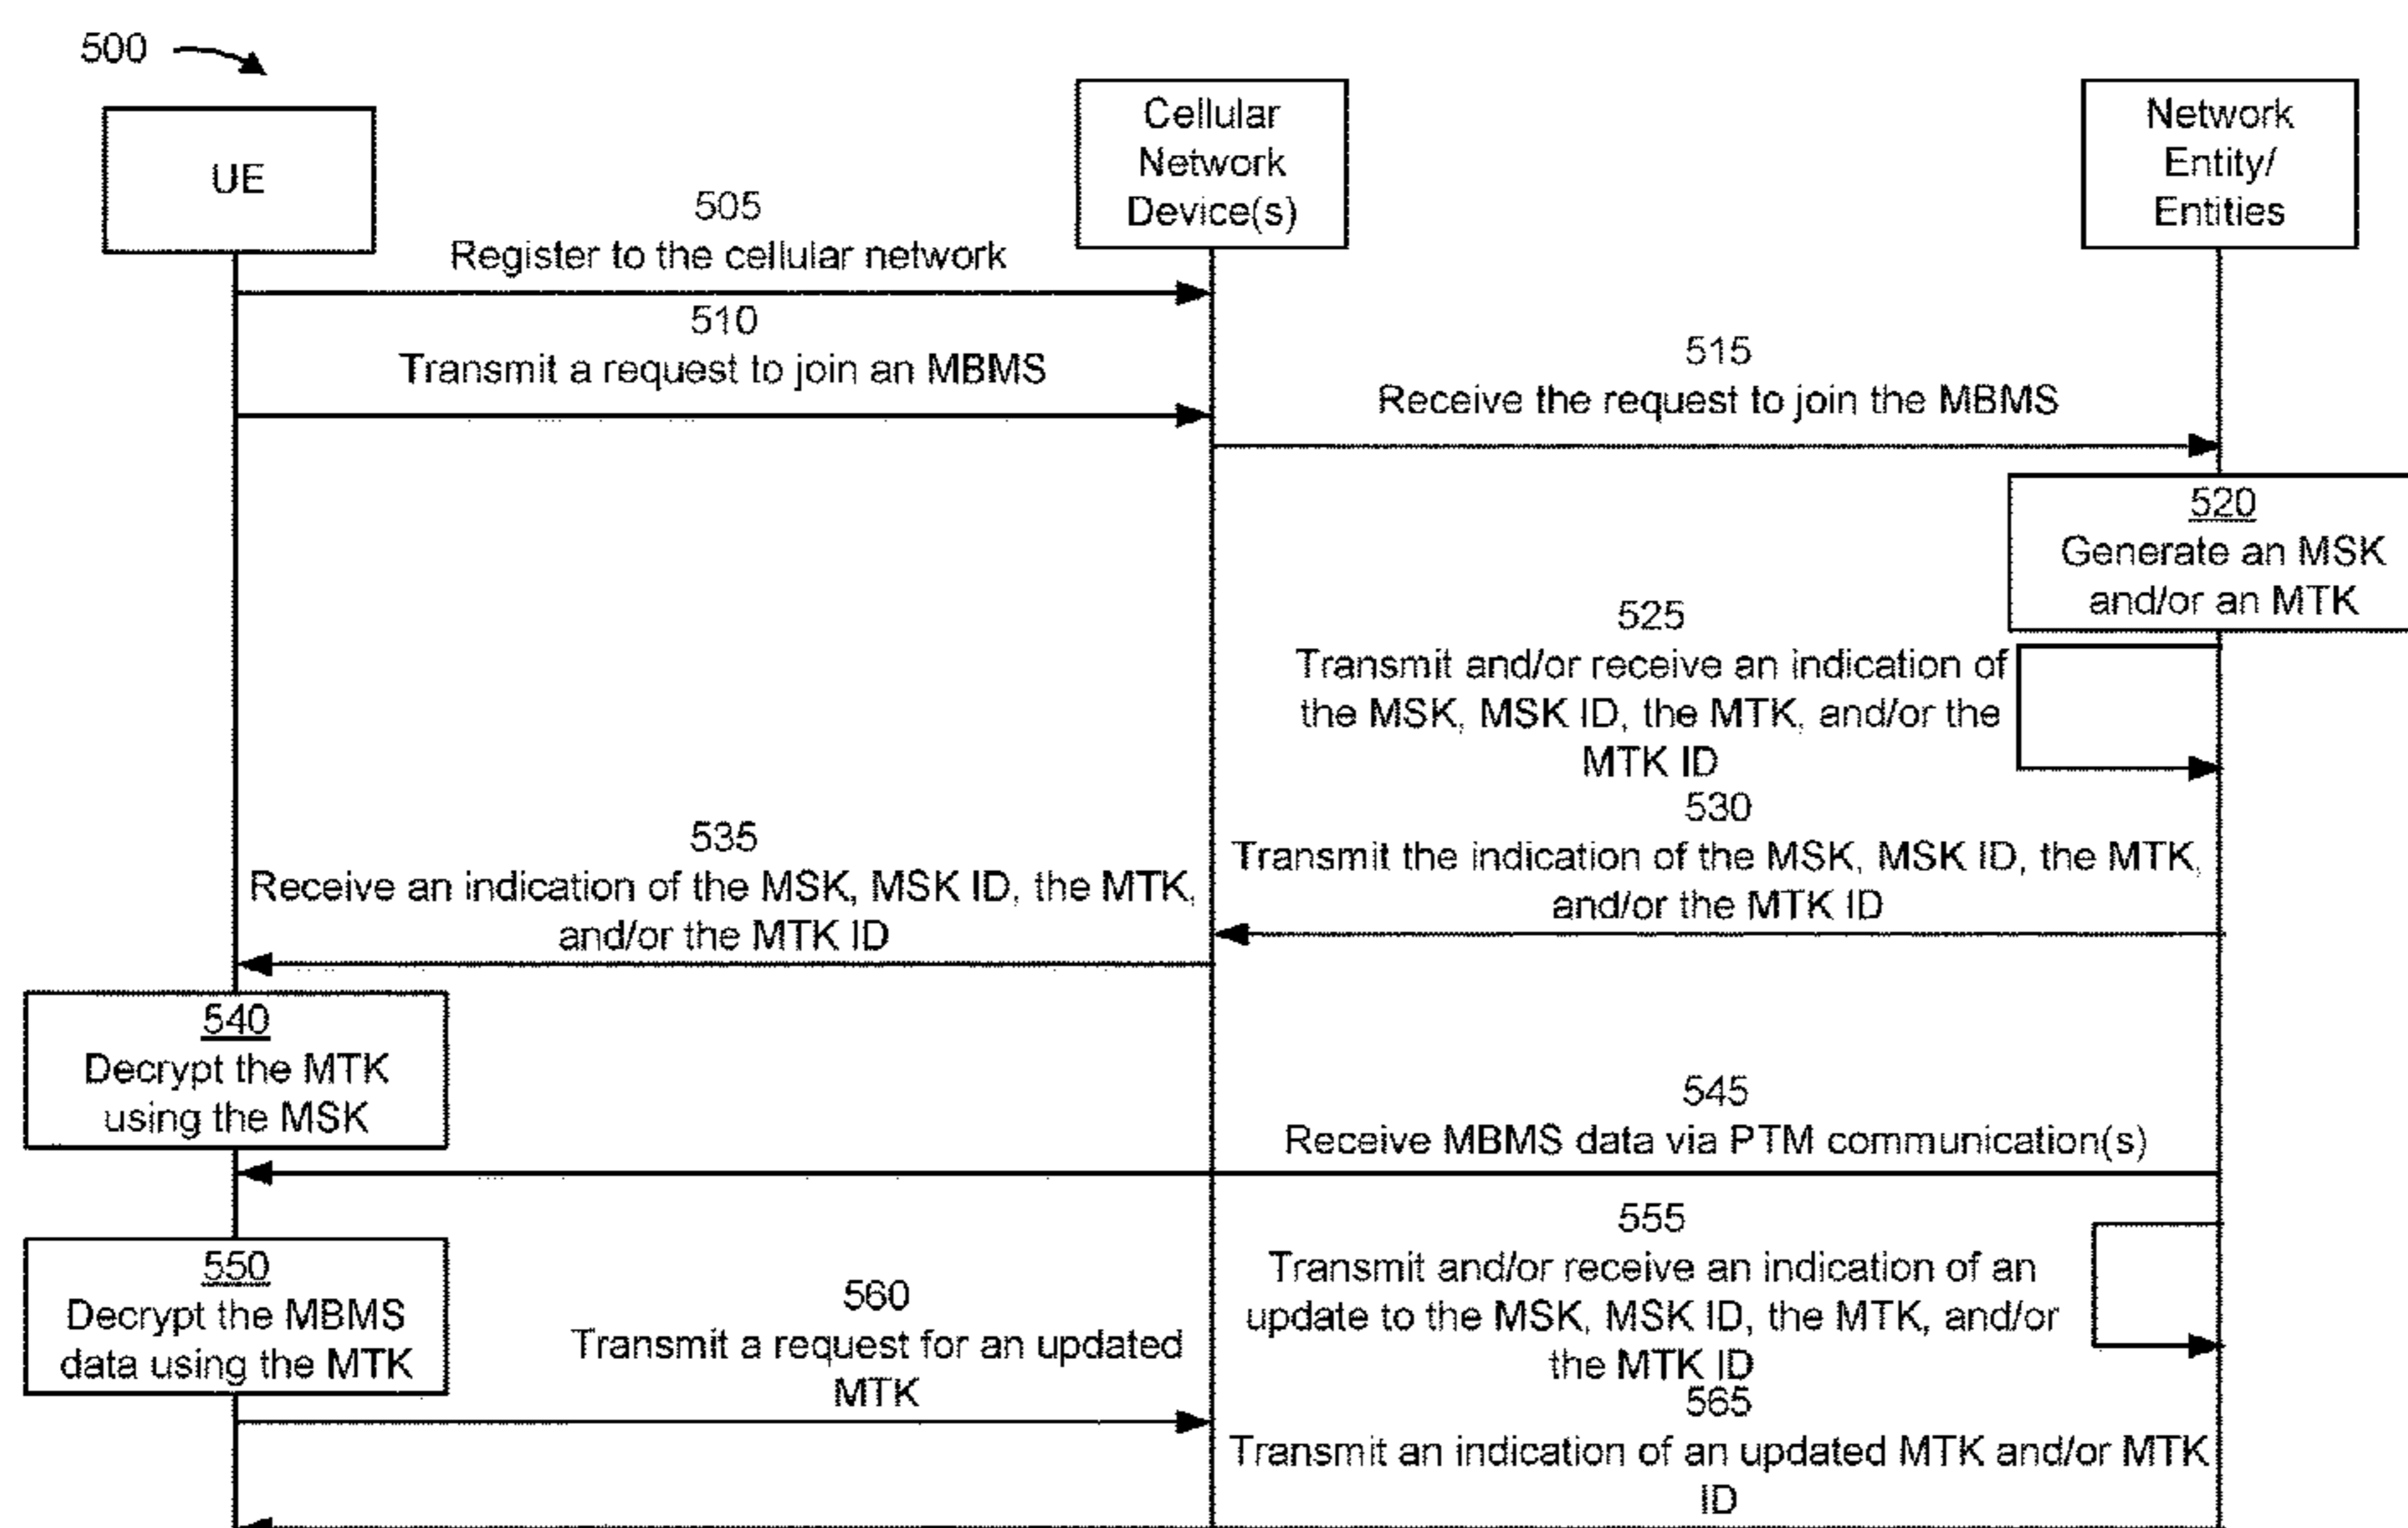 500
UE
Cellular
Network
Device(s)
Network
Entity/
Entities
505
Register to the cellular network
510
Transmit a request to join an MBMS
515
Receive the request to join the MBMS
520
Generate an MSK
and/or an MTK
525
Transmit and/or receive an indication of
the MSK, MSK ID, the MTK, and/or the
MTK ID
530
Transmit the indication of the MSK, MSK ID, the MTK,
and/or the MTK ID
535
Receive an indication of the MSK, MSK ID, the MTK,
and/or the MTK ID
540
Decrypt the MTK
using the MSK
545
Receive MBMS data via PTM communication(s)
550
Decrypt the MBMS
data using the MTK
555
Transmit and/or receive an indication of an
update to the MSK, MSK ID, the MTK, and/or
the MTK ID
560
Transmit a request for an updated
MTK
565
Transmit an indication of an updated MTK and/or MTK
ID